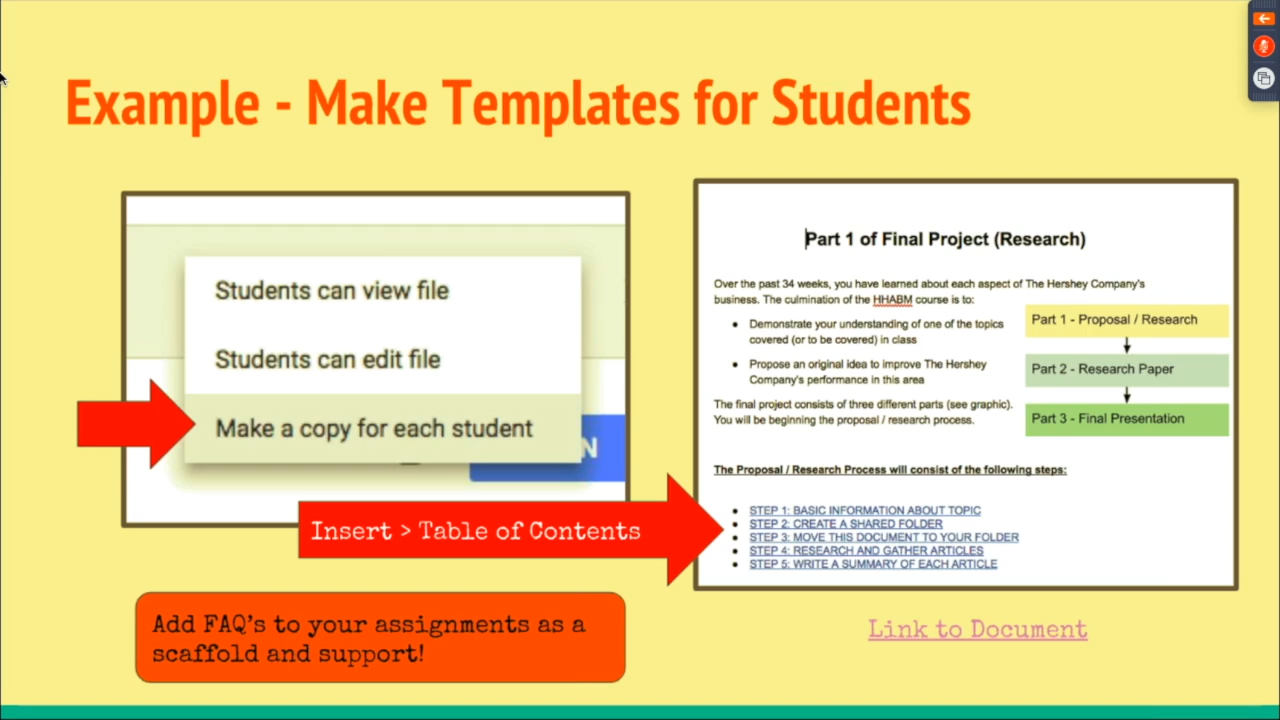 Example - Make Templates for Students
Students can view file
Students can edit file
Make a copy for each student
N
Insert > Table of Contents
Add FAQ's to your assignments as a
scaffold and support!
Part 1 of Final Project (Research)
Over the past 34 weeks, you have learned about each aspect of The Hershey Company's
business. The culmination of the HHABM course is to:
Demonstrate your understanding of one of the topics
covered (or to be covered) in class
Propose an original idea to improve The Hershey
Company's performance in this area
The final project consists of three different parts (see graphic).
You will be beginning the proposal / research process.
Part 1 - Proposal / Research
Part 2 - Research Paper
Part 3 - Final Presentation
The Proposal / Research Process will consist of the following steps:
STEP 1: BASIC INFORMATION ABOUT TOPIC
STEP 2: CREATE A SHARED FOLDER
STEP 3: MOVE THIS DOCUMENT TO YOUR FOLDER
STEP 4: RESEARCH AND GATHER ARTICLES
STEP 5: WRITE A SUMMARY OF EACH ARTICLE
Link to Document